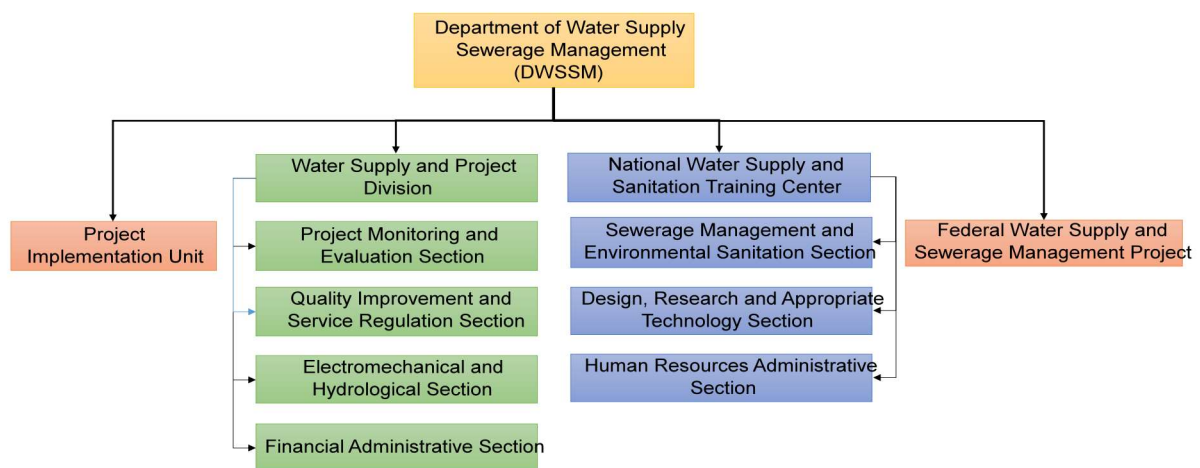 Department of Water Supply
Sewerage Management
(DWSSM)
Water Supply and Project
Division
National Water Supply and
Sanitation Training Center
Project
Implementation Unit
Project Monitoring and
Evaluation Section
Sewerage Management and
Environmental Sanitation Section
Federal Water Supply and
Sewerage Management Project
Quality Improvement and
Service Regulation Section
Design, Research and Appropriate
Technology Section
Electromechanical and
Hydrological Section
Human Resources Administrative
Section
Financial Administrative Section